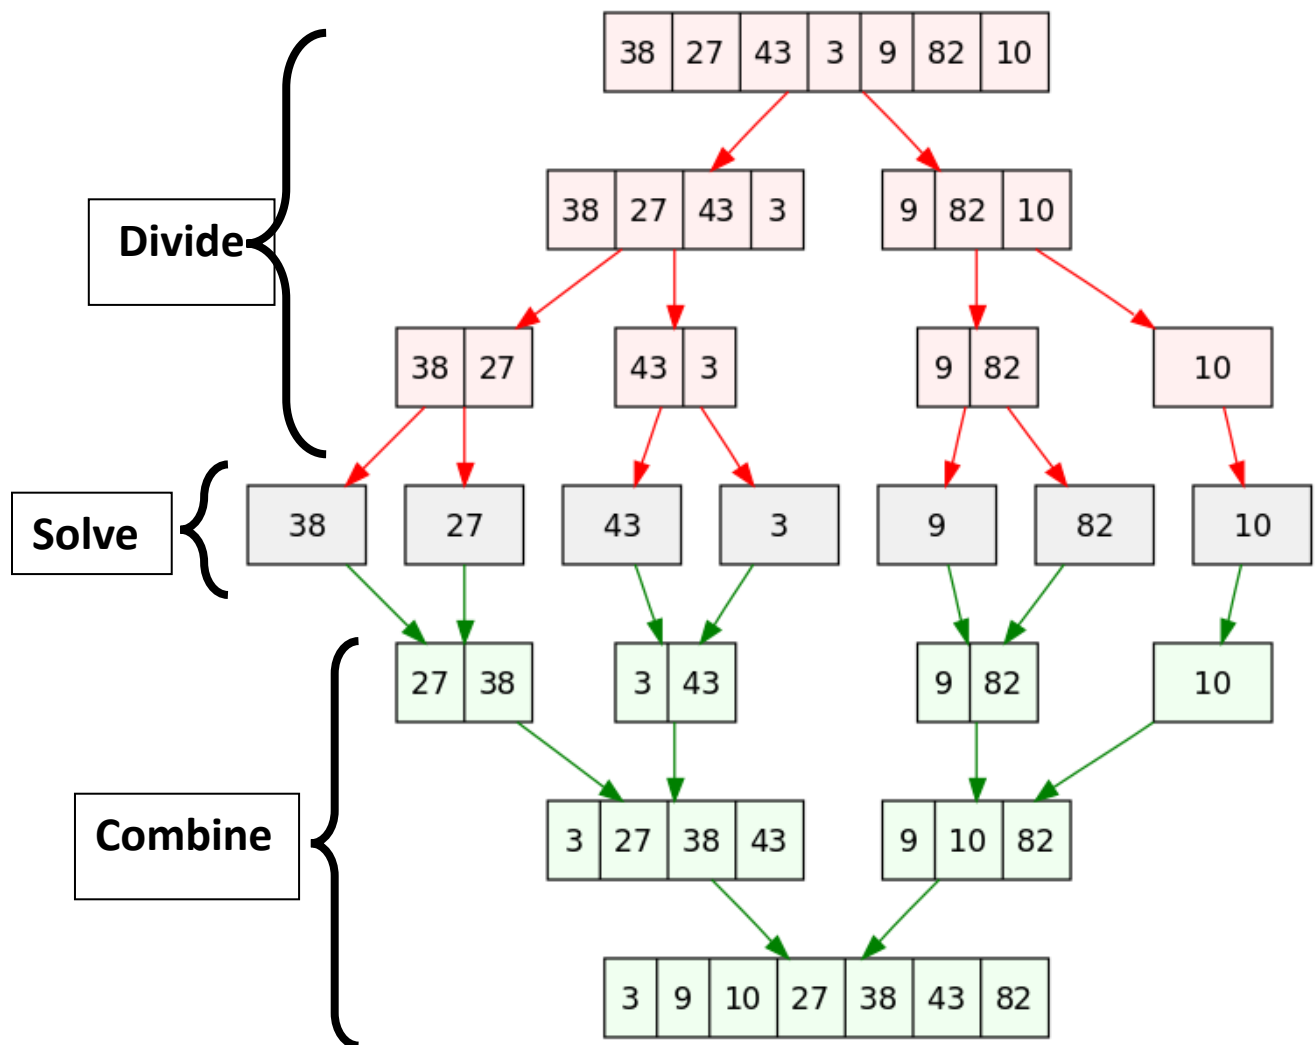 38 27 43 3 9 82 10
38 27 43 3 9 82 10
Divide
38 27 43 3 9 82 10
Solve 38 27 43 3 9 82 10
27 38 3 43 9 82 10
Combine 3 27 38 43 9 10 82
3 9 10 27 38 43 82